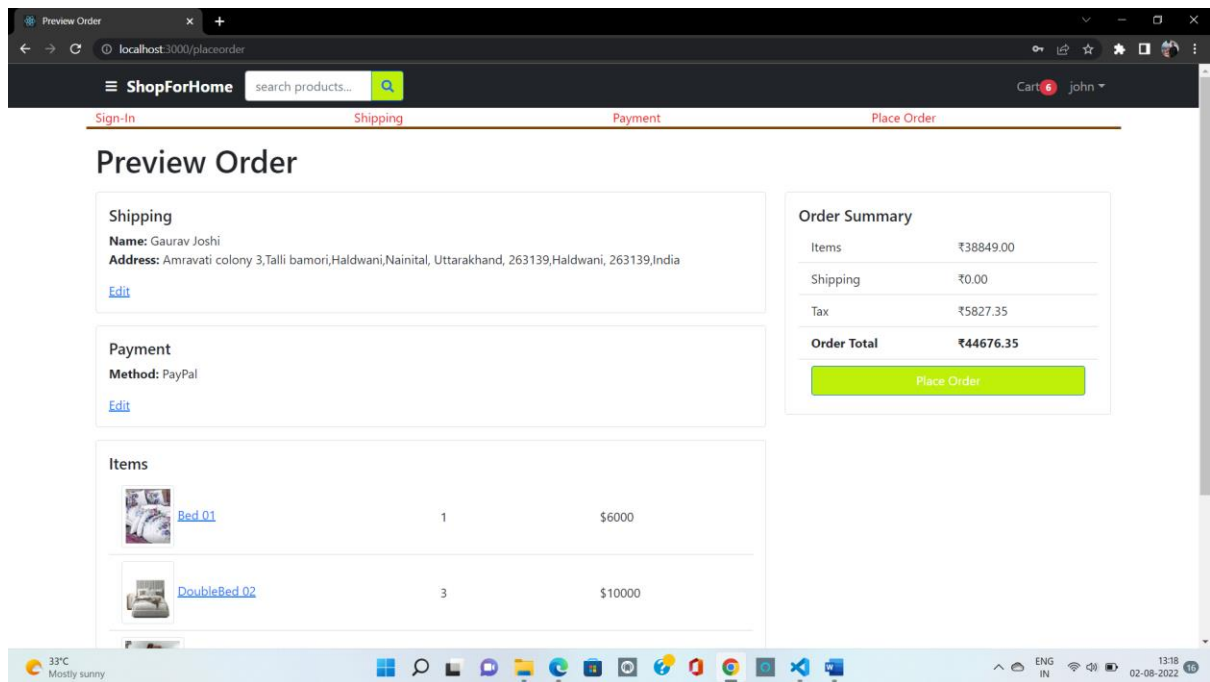 Preview Order
localhost:3000/placeorder
ShopForHome
search products...
Cart 6 john
Sign-In Shipping Payment Place Order
Preview Order
Shipping
Name: Gaurav Joshi
Address: Amravati colony 3,Talli bamori,Haldwani,Nainital, Uttarakhand, 263139,Haldwani, 263139,India
Edit
Payment
Method: PayPal
Edit
Items
Bed 01 1 $6000
DoubleBed 02 3 $10000
Order Summary
Items ₹38849.00
Shipping ₹0.00
Tax ₹5827.35
Order Total ₹44676.35
Place Order
33°C
Mostly sunny
ENG
IN
13:18
02-08-2022
16